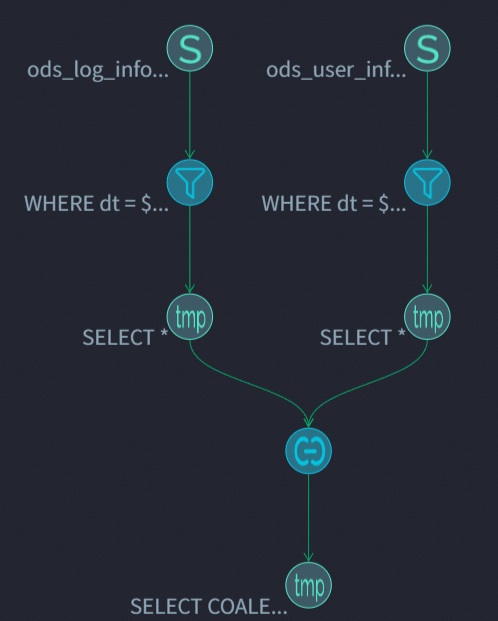 S S
ods_log_info... ods_user_inf...
WHERE dt = $... WHERE dt = $...
tmp tmp
SELECT * SELECT *
tmp
SELECT COALE...